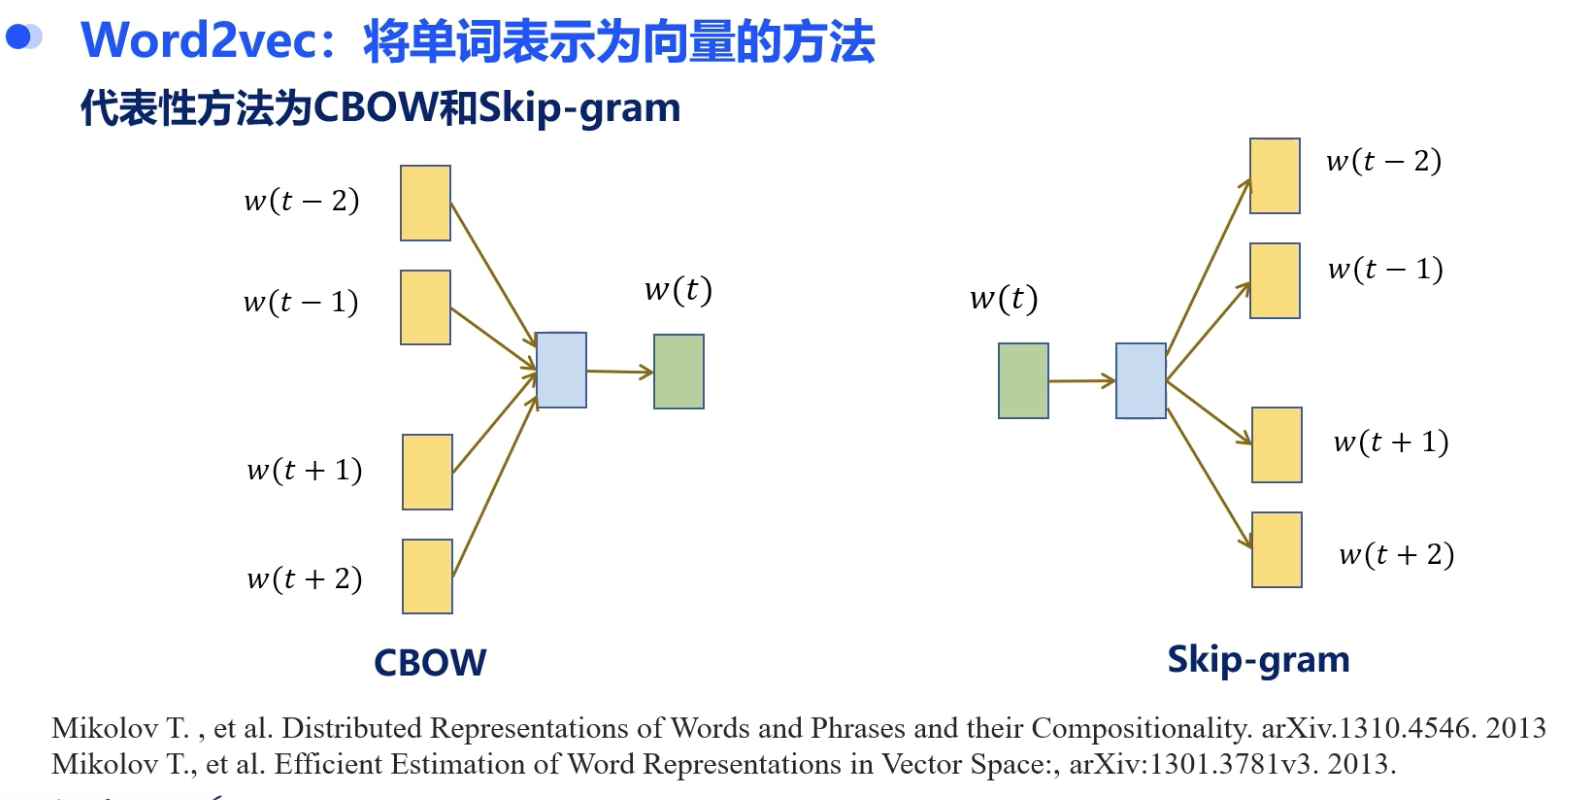 Word2vec：将单词表示为向量的方法
代表性方法为CBOW和Skip-gram
w(t − 2)
w(t − 1)
w(t)
w(t + 1)
w(t + 2)
CBOW
w(t − 2)
w(t − 1)
w(t)
w(t + 1)
w(t + 2)
Skip-gram
Mikolov T. , et al. Distributed Representations of Words and Phrases and their Compositionality. arXiv.1310.4546. 2013
Mikolov T., et al. Efficient Estimation of Word Representations in Vector Space:, arXiv:1301.3781v3. 2013.